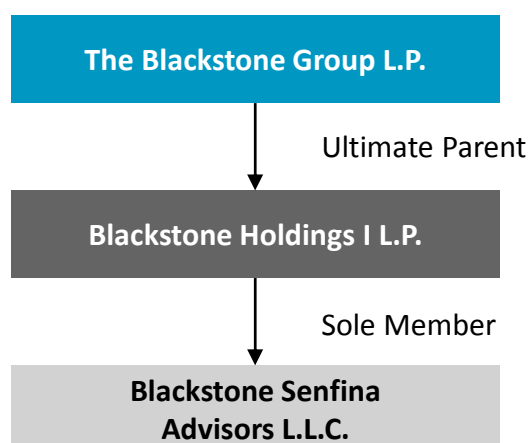 The Blackstone Group L.P.
Ultimate Parent
Blackstone Holdings I L.P.
Sole Member
Blackstone Senfina
Advisors L.L.C.